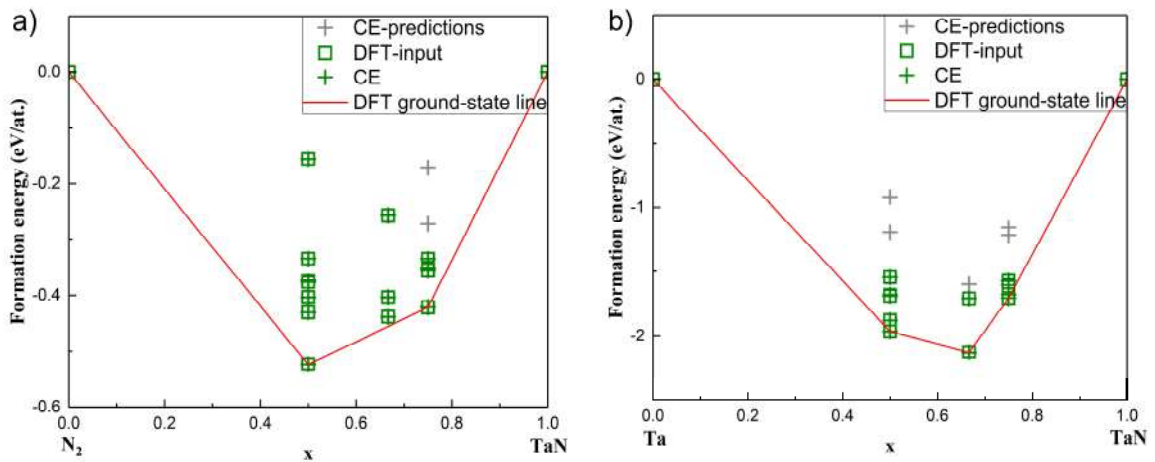 a)
CE-predictions
DFT-input
CE
DFT ground-state line
Formation energy (eV/at.)
0.0
-0.2
-0.4
-0.6
0.0 0.2 0.4 0.6 0.8 1.0
N2 x TaN
b)
CE-predictions
DFT-input
CE
DFT ground-state line
Formation energy (eV/at.)
0
-1
-2
0.0 0.2 0.4 0.6 0.8 1.0
Ta x TaN